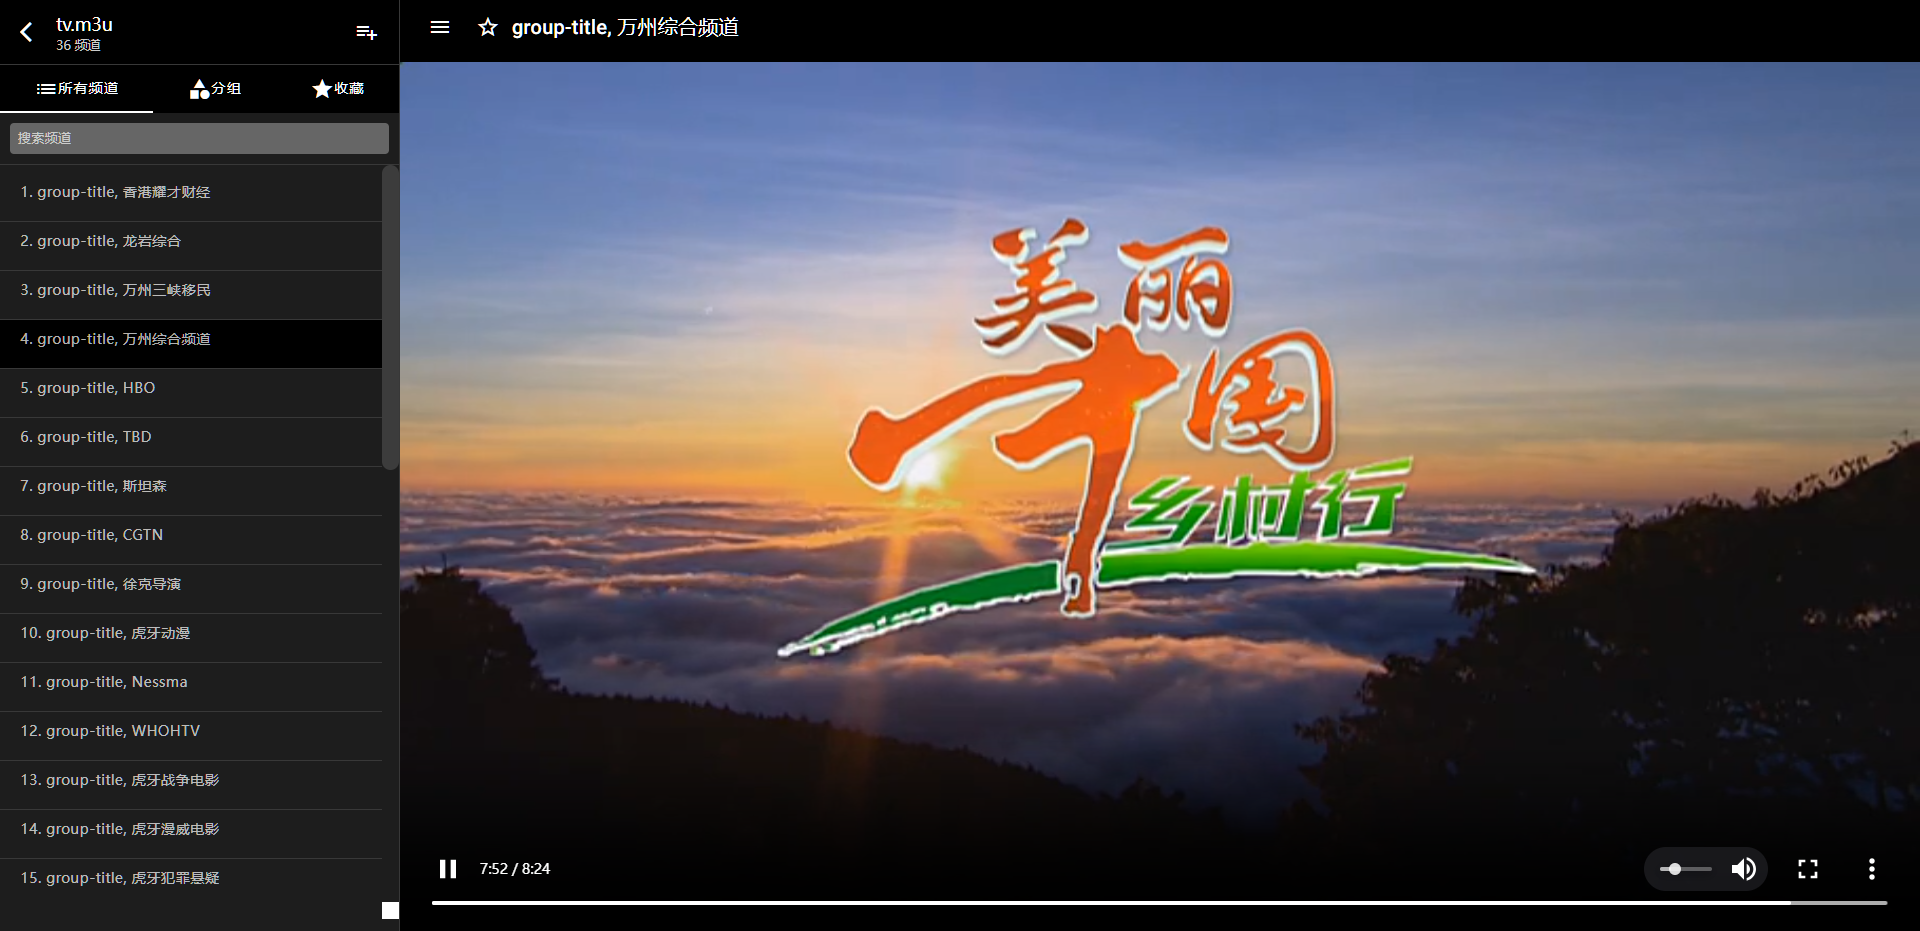 tv.m3u
36 频道
所有频道
分组
收藏
搜索频道
1. group-title, 香港耀才财经
2. group-title, 龙岩综合
3. group-title, 万州三峡移民
4. group-title, 万州综合频道
5. group-title, HBO
6. group-title, TBD
7. group-title, 斯坦森
8. group-title, CGTN
9. group-title, 徐克导演
10. group-title, 虎牙动漫
11. group-title, Nessma
12. group-title, WHOHTV
13. group-title, 虎牙战争电影
14. group-title, 虎牙漫威电影
15. group-title, 虎牙犯罪悬疑
group-title, 万州综合频道
美丽
中国
乡村行
7:52 / 8:24